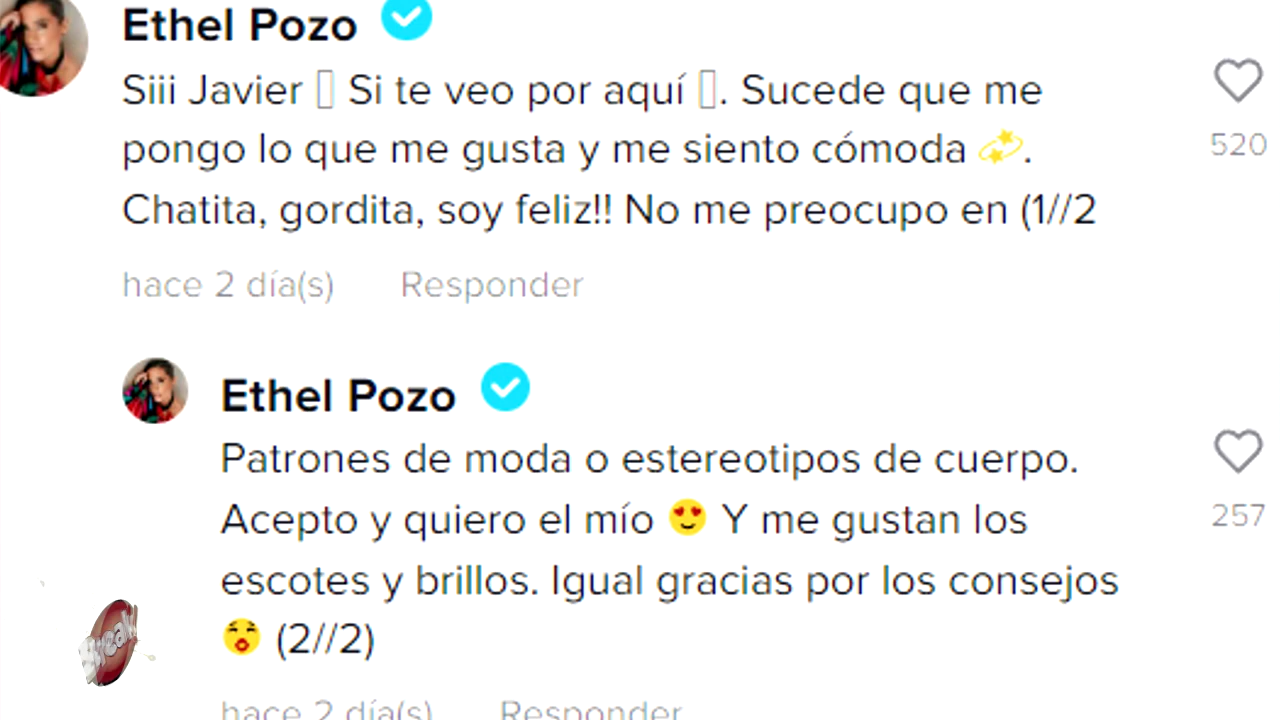 Ethel Pozo
Siii Javier Si te veo por aquí . Sucede que me
pongo lo que me gusta y me siento cómoda 💫.
Chatita, gordita, soy feliz!! No me preocupo en (1//2
520
hace 2 día(s) Responder
Ethel Pozo
Patrones de moda o estereotipos de cuerpo.
Acepto y quiero el mío 😍 Y me gustan los
escotes y brillos. Igual gracias por los consejos
(2//2)
257
hace 2 día(s) Responder
Break